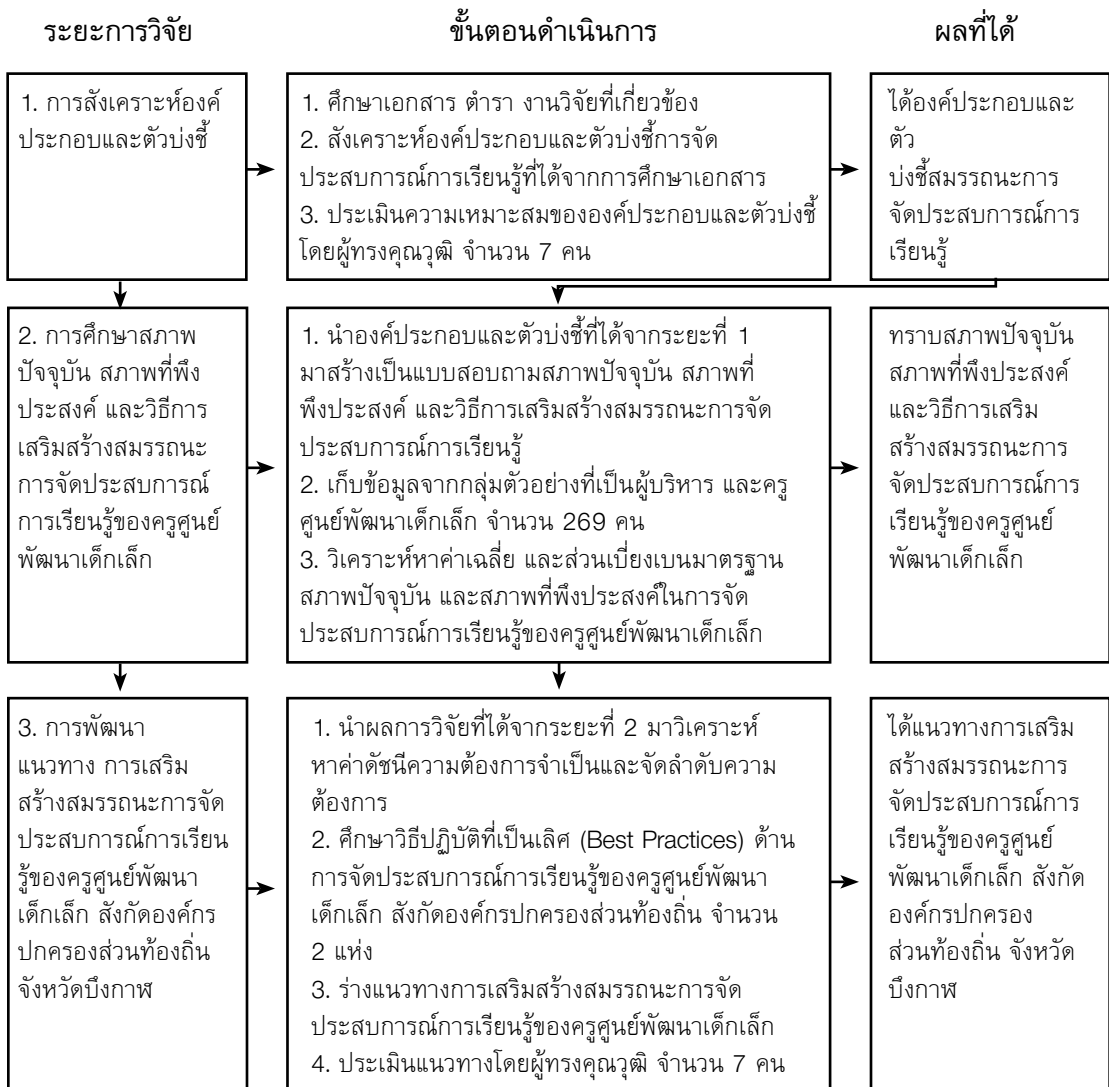 ระยะการวิจัย
ขั้นตอนดำเนินการ
ผลที่ได้
1. การสังเคราะห์องค์
ประกอบและตัวบ่งชี้
1. ศึกษาเอกสาร ตำรา งานวิจัยที่เกี่ยวข้อง
2. สังเคราะห์องค์ประกอบและตัวบ่งชี้การจัด
ประสบการณ์การเรียนรู้ที่ได้จากการศึกษาเอกสาร
3. ประเมินความเหมาะสมขององค์ประกอบและตัวบ่งชี้
โดยผู้ทรงคุณวุฒิ จำนวน 7 คน
ได้องค์ประกอบและ
ตัว
บ่งชี้สมรรถนะการ
จัดประสบการณ์การ
เรียนรู้
2. การศึกษาสภาพ
ปัจจุบัน สภาพที่พึง
ประสงค์ และวิธีการ
เสริมสร้างสมรรถนะ
การจัดประสบการณ์
การเรียนรู้ของครูศูนย์
พัฒนาเด็กเล็ก
1. นำองค์ประกอบและตัวบ่งชี้ที่ได้จากระยะที่ 1
มาสร้างเป็นแบบสอบถามสภาพปัจจุบัน สภาพที่
พึงประสงค์ และวิธีการเสริมสร้างสมรรถนะการจัด
ประสบการณ์การเรียนรู้
2. เก็บข้อมูลจากกลุ่มตัวอย่างที่เป็นผู้บริหาร และครู
ศูนย์พัฒนาเด็กเล็ก จำนวน 269 คน
3. วิเคราะห์หาค่าเฉลี่ย และส่วนเบี่ยงเบนมาตรฐาน
สภาพปัจจุบัน และสภาพที่พึงประสงค์ในการจัด
ประสบการณ์การเรียนรู้ของครูศูนย์พัฒนาเด็กเล็ก
ทราบสภาพปัจจุบัน
สภาพที่พึงประสงค์
และวิธีการเสริม
สร้างสมรรถนะการ
จัดประสบการณ์การ
เรียนรู้ของครูศูนย์
พัฒนาเด็กเล็ก
3. การพัฒนา
แนวทาง การเสริม
สร้างสมรรถนะการจัด
ประสบการณ์การเรียน
รู้ของครูศูนย์พัฒนา
เด็กเล็ก สังกัดองค์กร
ปกครองส่วนท้องถิ่น
จังหวัดบึงกาฬ
1. นำผลการวิจัยที่ได้จากระยะที่ 2 มาวิเคราะห์
หาค่าดัชนีความต้องการจำเป็นและจัดลำดับความ
ต้องการ
2. ศึกษาวิธีปฏิบัติที่เป็นเลิศ (Best Practices) ด้าน
การจัดประสบการณ์การเรียนรู้ของครูศูนย์พัฒนา
เด็กเล็ก สังกัดองค์กรปกครองส่วนท้องถิ่น จำนวน
2 แห่ง
3. ร่างแนวทางการเสริมสร้างสมรรถนะการจัด
ประสบการณ์การเรียนรู้ของครูศูนย์พัฒนาเด็กเล็ก
4. ประเมินแนวทางโดยผู้ทรงคุณวุฒิ จำนวน 7 คน
ได้แนวทางการเสริม
สร้างสมรรถนะการ
จัดประสบการณ์การ
เรียนรู้ของครูศูนย์
พัฒนาเด็กเล็ก สังกัด
องค์กรปกครอง
ส่วนท้องถิ่น จังหวัด
บึงกาฬ